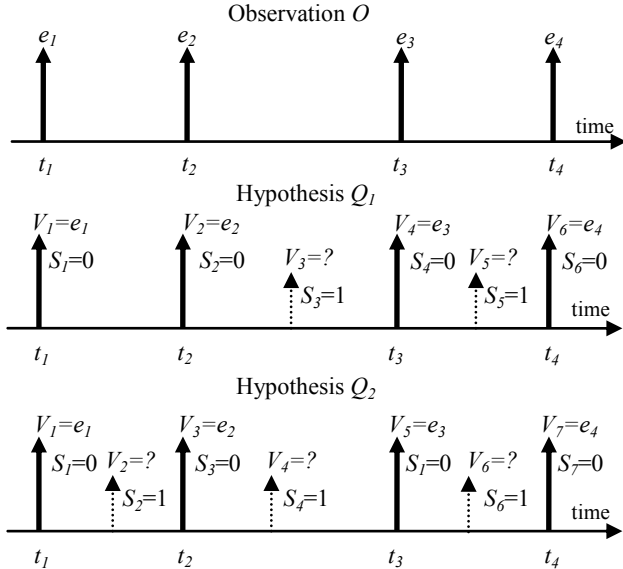 Observation O
e1 e2 e3 e4
time
t1 t2 t3 t4
Hypothesis Q1
V1=e1 V2=e2 V4=e3 V6=e4
S1=0 S2=0 V3=? S4=0 V5=? S6=0
S3=1 S5=1
time
t1 t2 t3 t4
Hypothesis Q2
V1=e1 V3=e2 V5=e3 V7=e4
S1=0 V2=? S3=0 V4=? S1=0 V6=? S7=0
S2=1 S4=1 S6=1
time
t1 t2 t3 t4